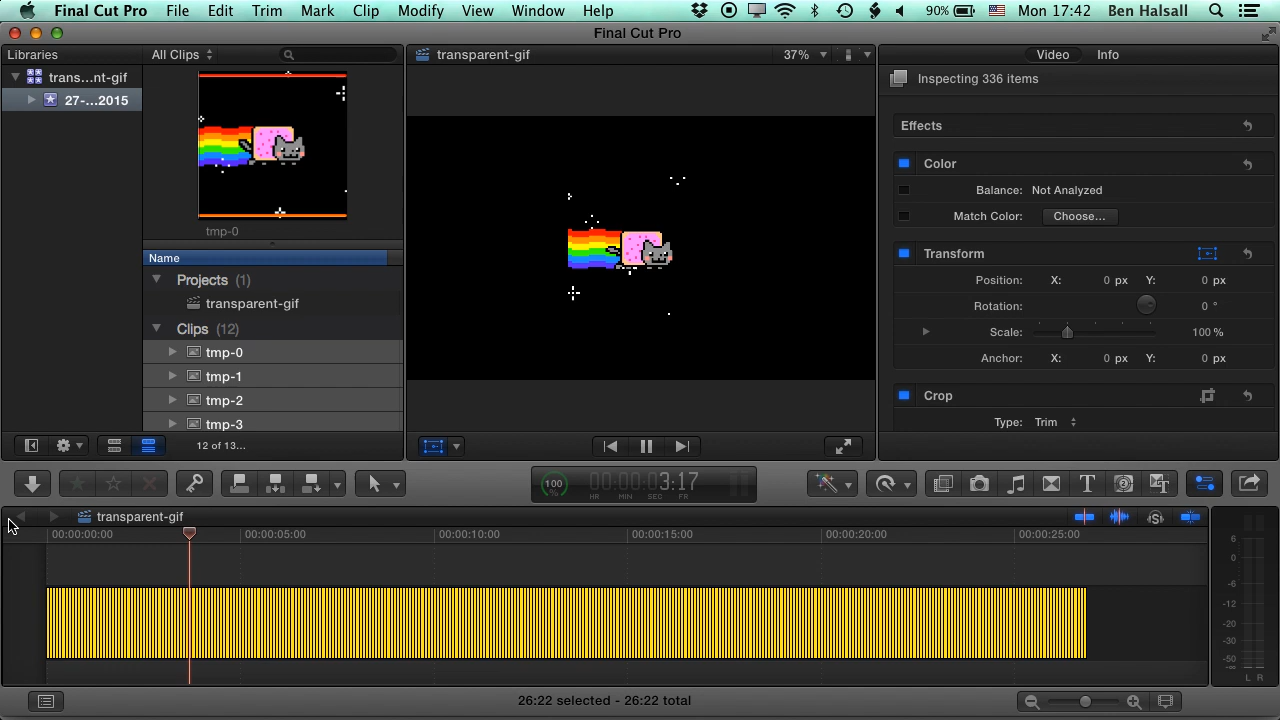 Final Cut Pro File Edit Trim Mark Clip Modify View Window Help 90% Mon 17:42 Ben Halsall
Final Cut Pro
Libraries All Clips transparent-gif 37% Video Info
trans...nt-gif
27-...2015
Inspecting 336 items
Effects
Color
Balance: Not Analyzed
Match Color: Choose...
tmp-0
Name
Projects (1)
transparent-gif
Clips (12)
tmp-0
tmp-1
tmp-2
tmp-3
Transform
Position: X: 0 px Y: 0 px
Rotation: 0 °
Scale: 100 %
Anchor: X: 0 px Y: 0 px
Crop
Type: Trim
12 of 13...
100 % 00:00:03:17
HR MIN SEC FR
transparent-gif
00:00:00:00 00:00:05:00 00:00:10:00 00:00:15:00 00:00:20:00 00:00:25:00
6
0
-6
-12
-20
-30
-50
-∞
L R
26:22 selected - 26:22 total